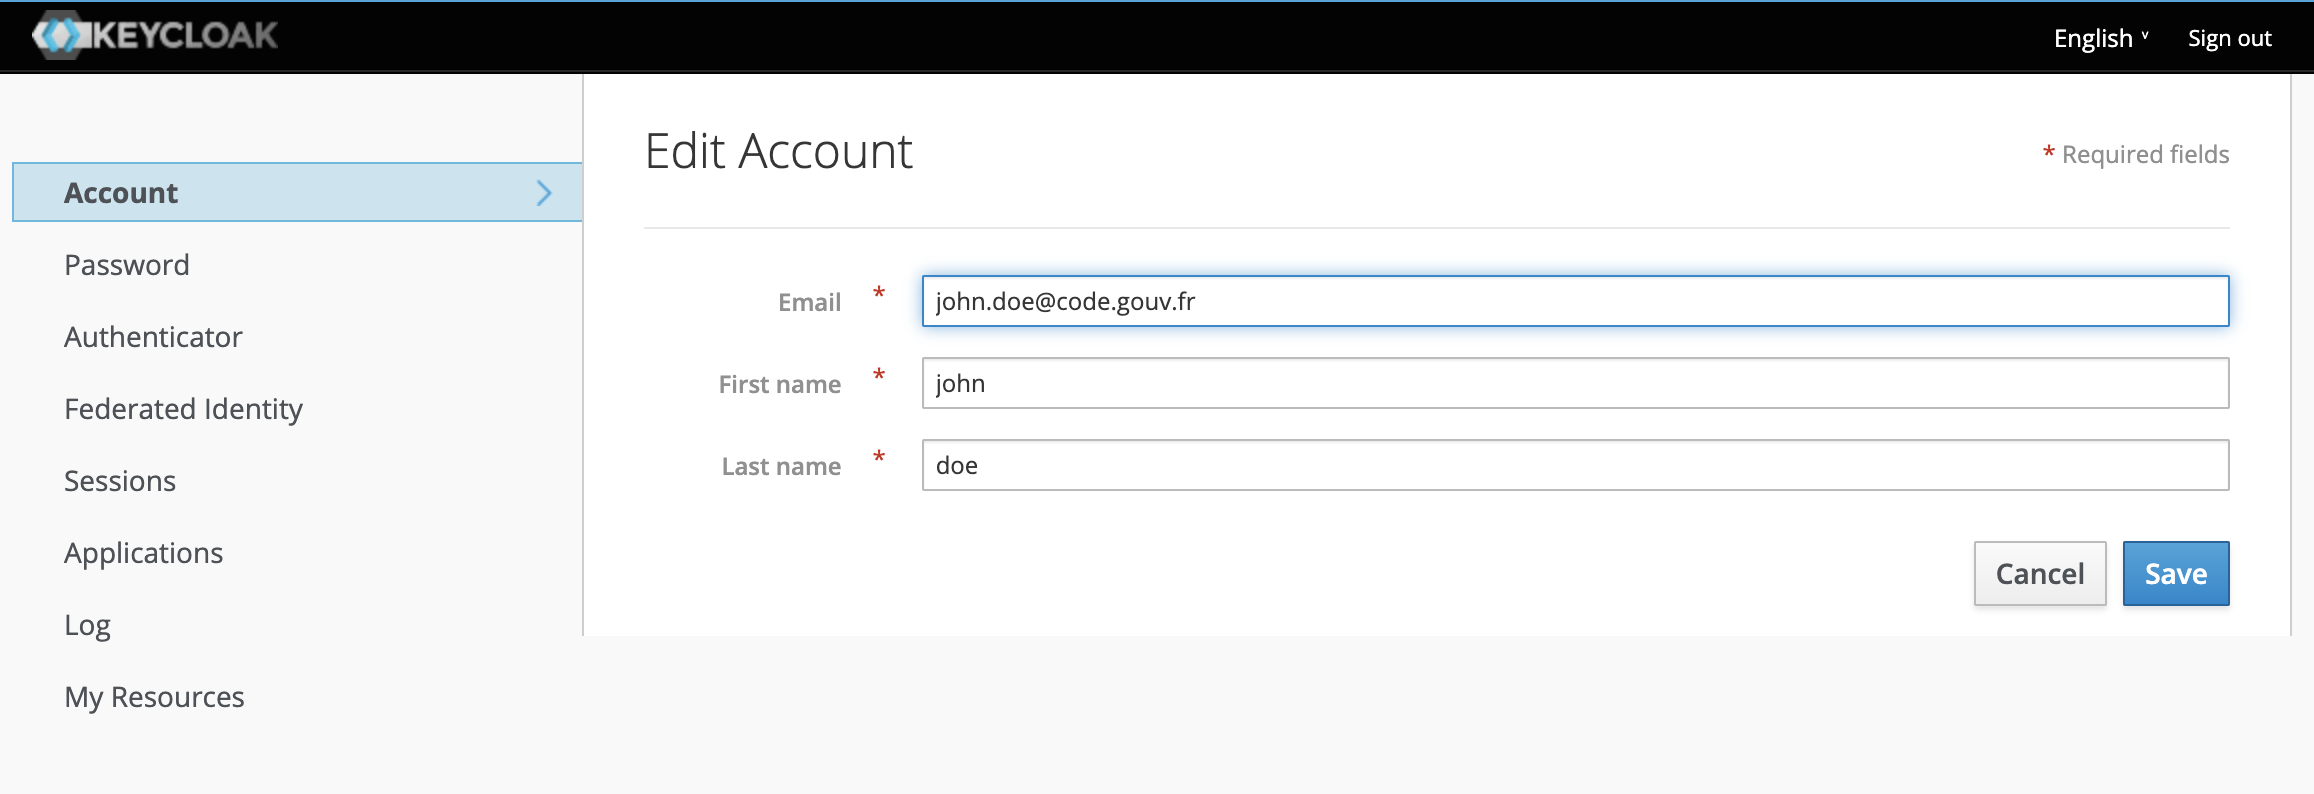 KEYCLOAK
English ˅ Sign out
Account
Password
Authenticator
Federated Identity
Sessions
Applications
Log
My Resources
Edit Account
* Required fields
Email * john.doe@code.gouv.fr
First name * john
Last name * doe
Cancel Save